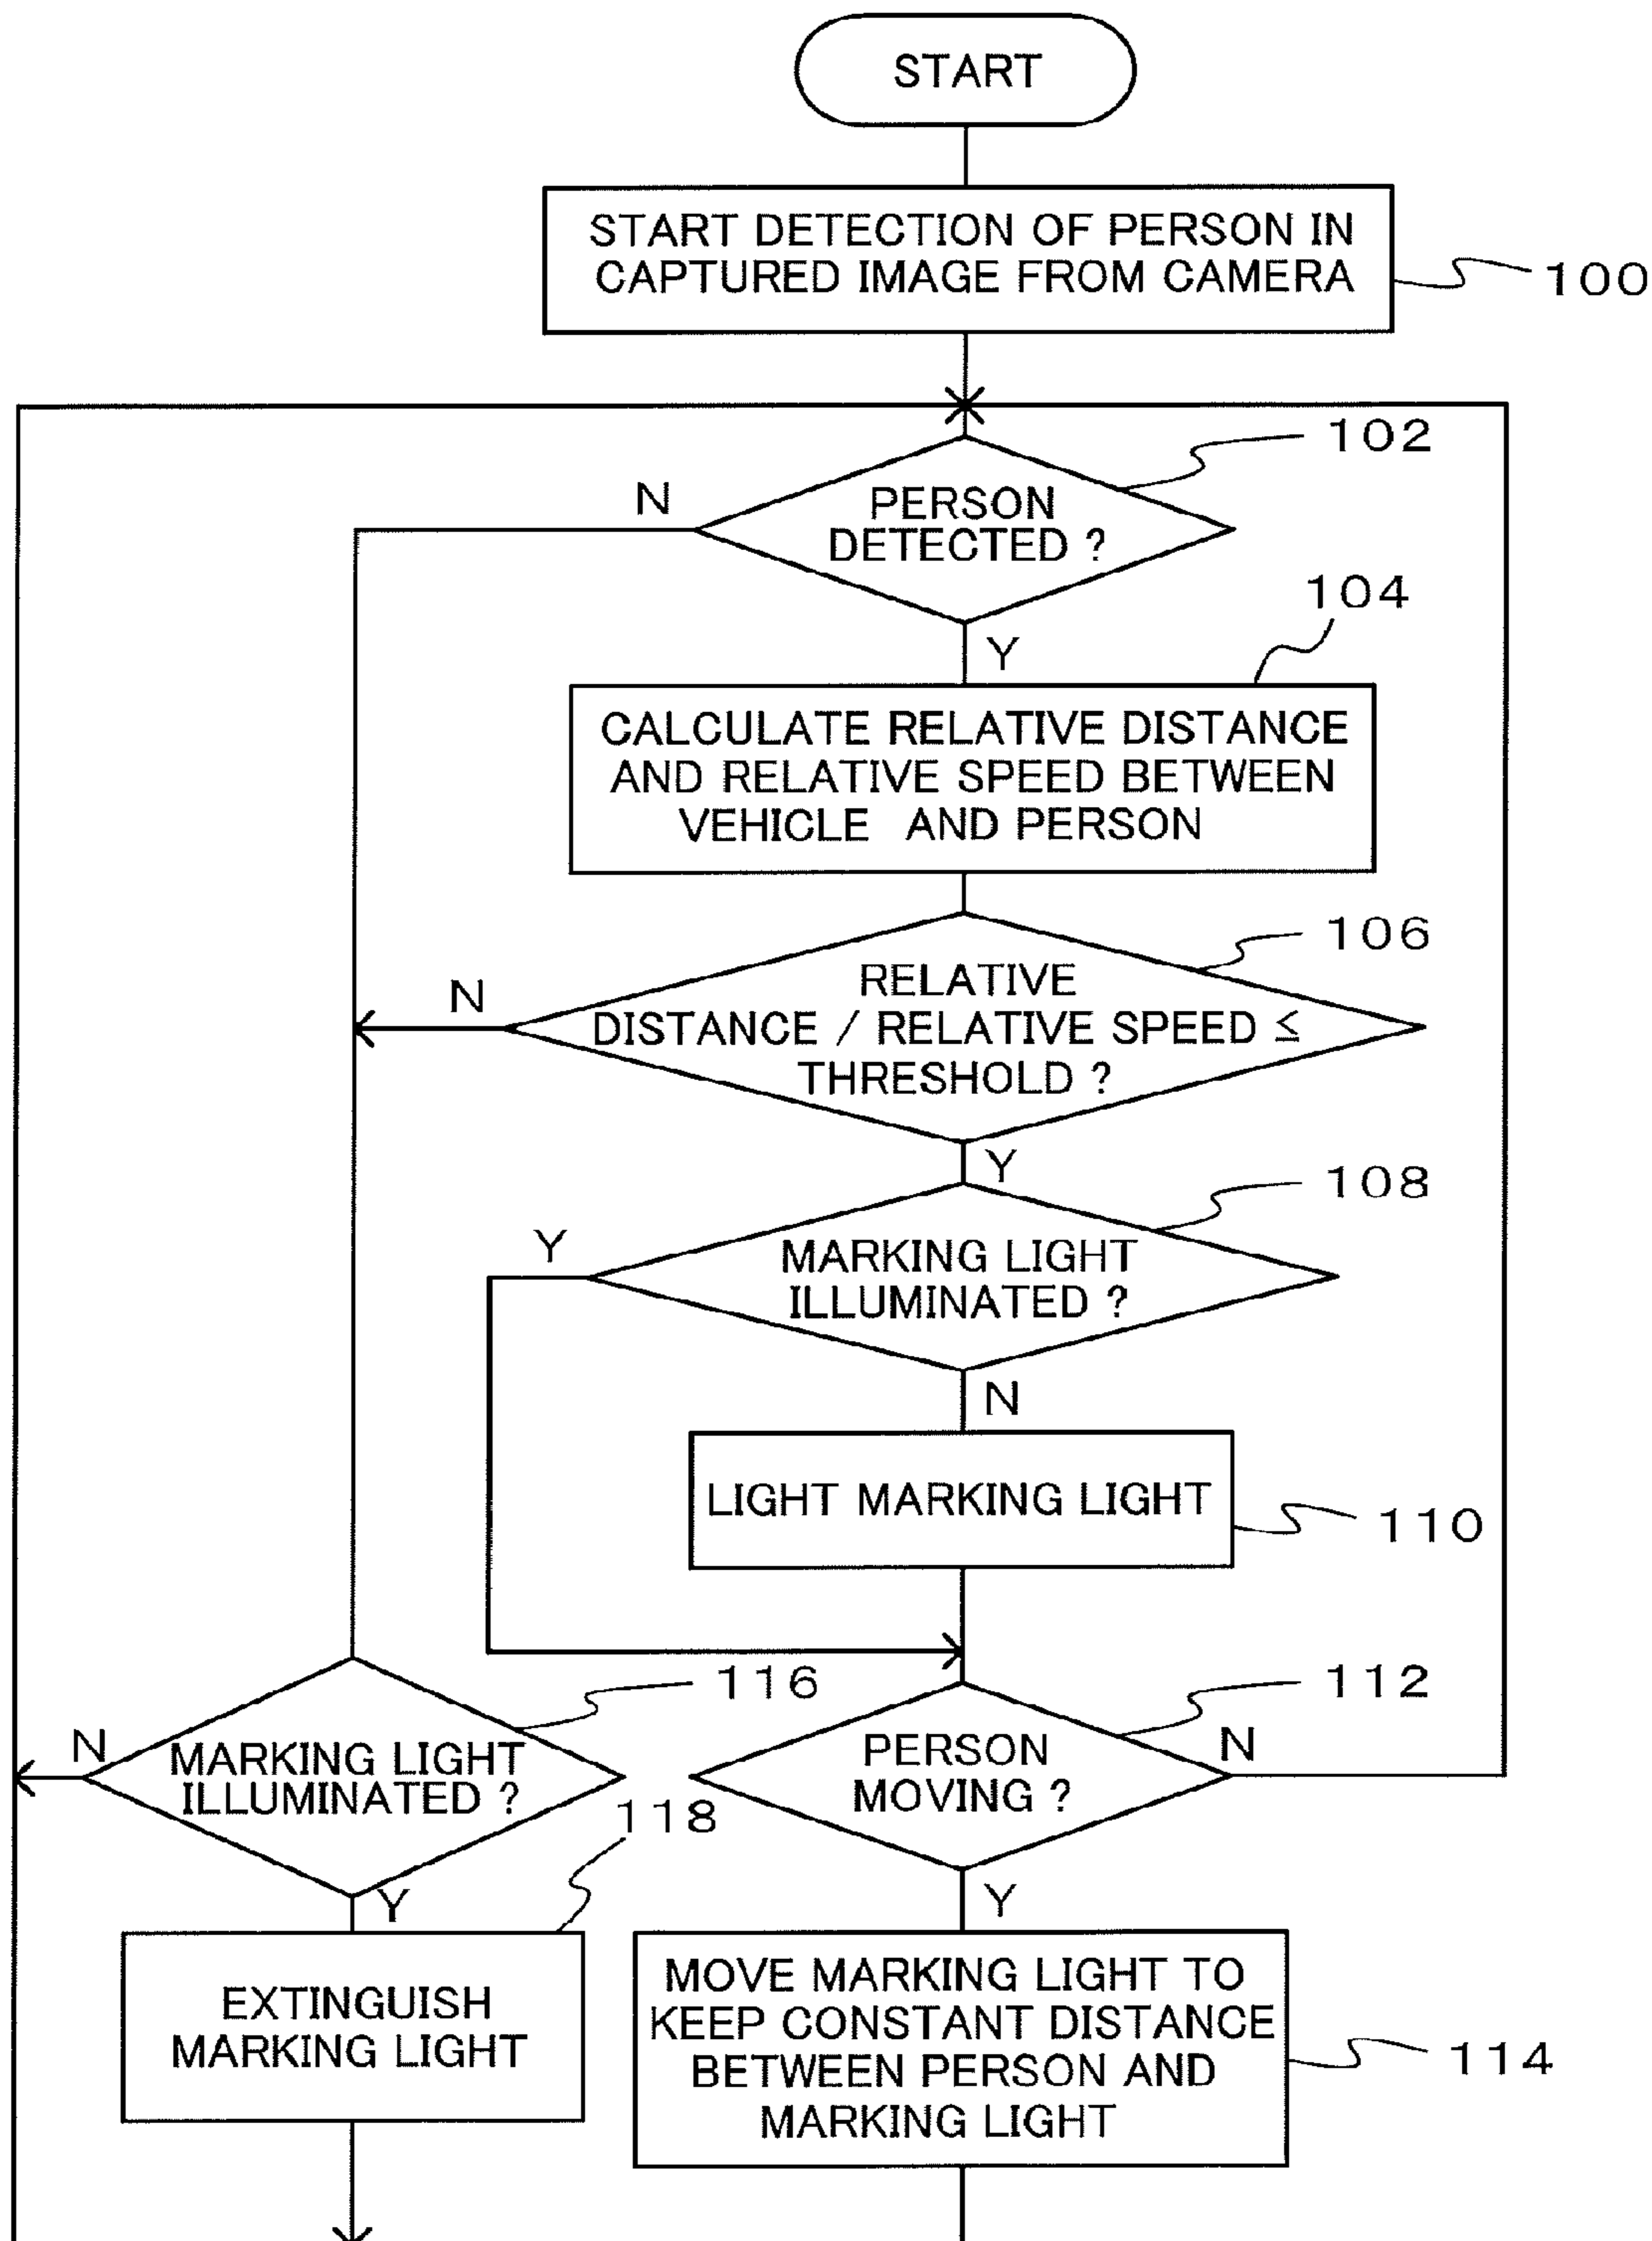 START
START DETECTION OF PERSON IN
CAPTURED IMAGE FROM CAMERA
100
102
N
PERSON
DETECTED ?
Y
104
CALCULATE RELATIVE DISTANCE
AND RELATIVE SPEED BETWEEN
VEHICLE AND PERSON
106
N
RELATIVE
DISTANCE / RELATIVE SPEED ≤
THRESHOLD ?
Y
108
Y
MARKING LIGHT
ILLUMINATED ?
N
LIGHT MARKING LIGHT
110
116
N
MARKING LIGHT
ILLUMINATED ?
Y
112
PERSON
MOVING ?
N
Y
118
EXTINGUISH
MARKING LIGHT
MOVE MARKING LIGHT TO
KEEP CONSTANT DISTANCE
BETWEEN PERSON AND
MARKING LIGHT
114